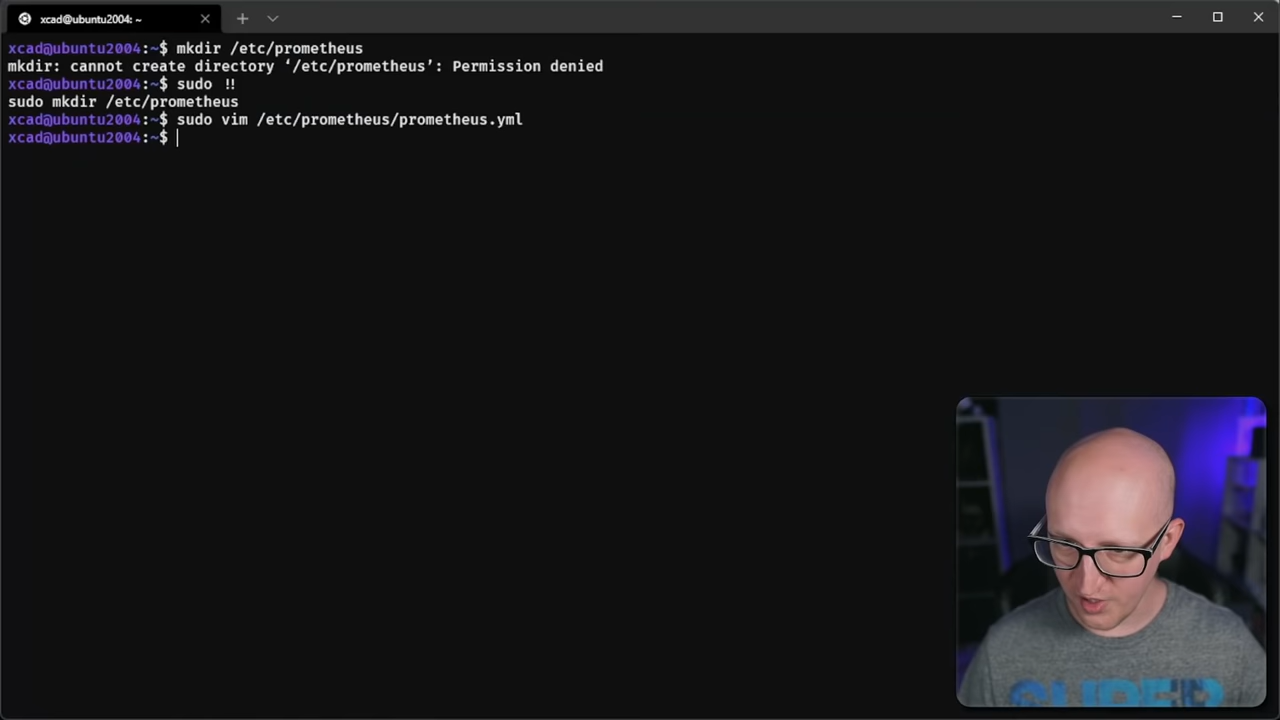 xcad@ubuntu2004: ~
xcad@ubuntu2004:~$ mkdir /etc/prometheus
mkdir: cannot create directory ‘/etc/prometheus’: Permission denied
xcad@ubuntu2004:~$ sudo !!
sudo mkdir /etc/prometheus
xcad@ubuntu2004:~$ sudo vim /etc/prometheus/prometheus.yml
xcad@ubuntu2004:~$